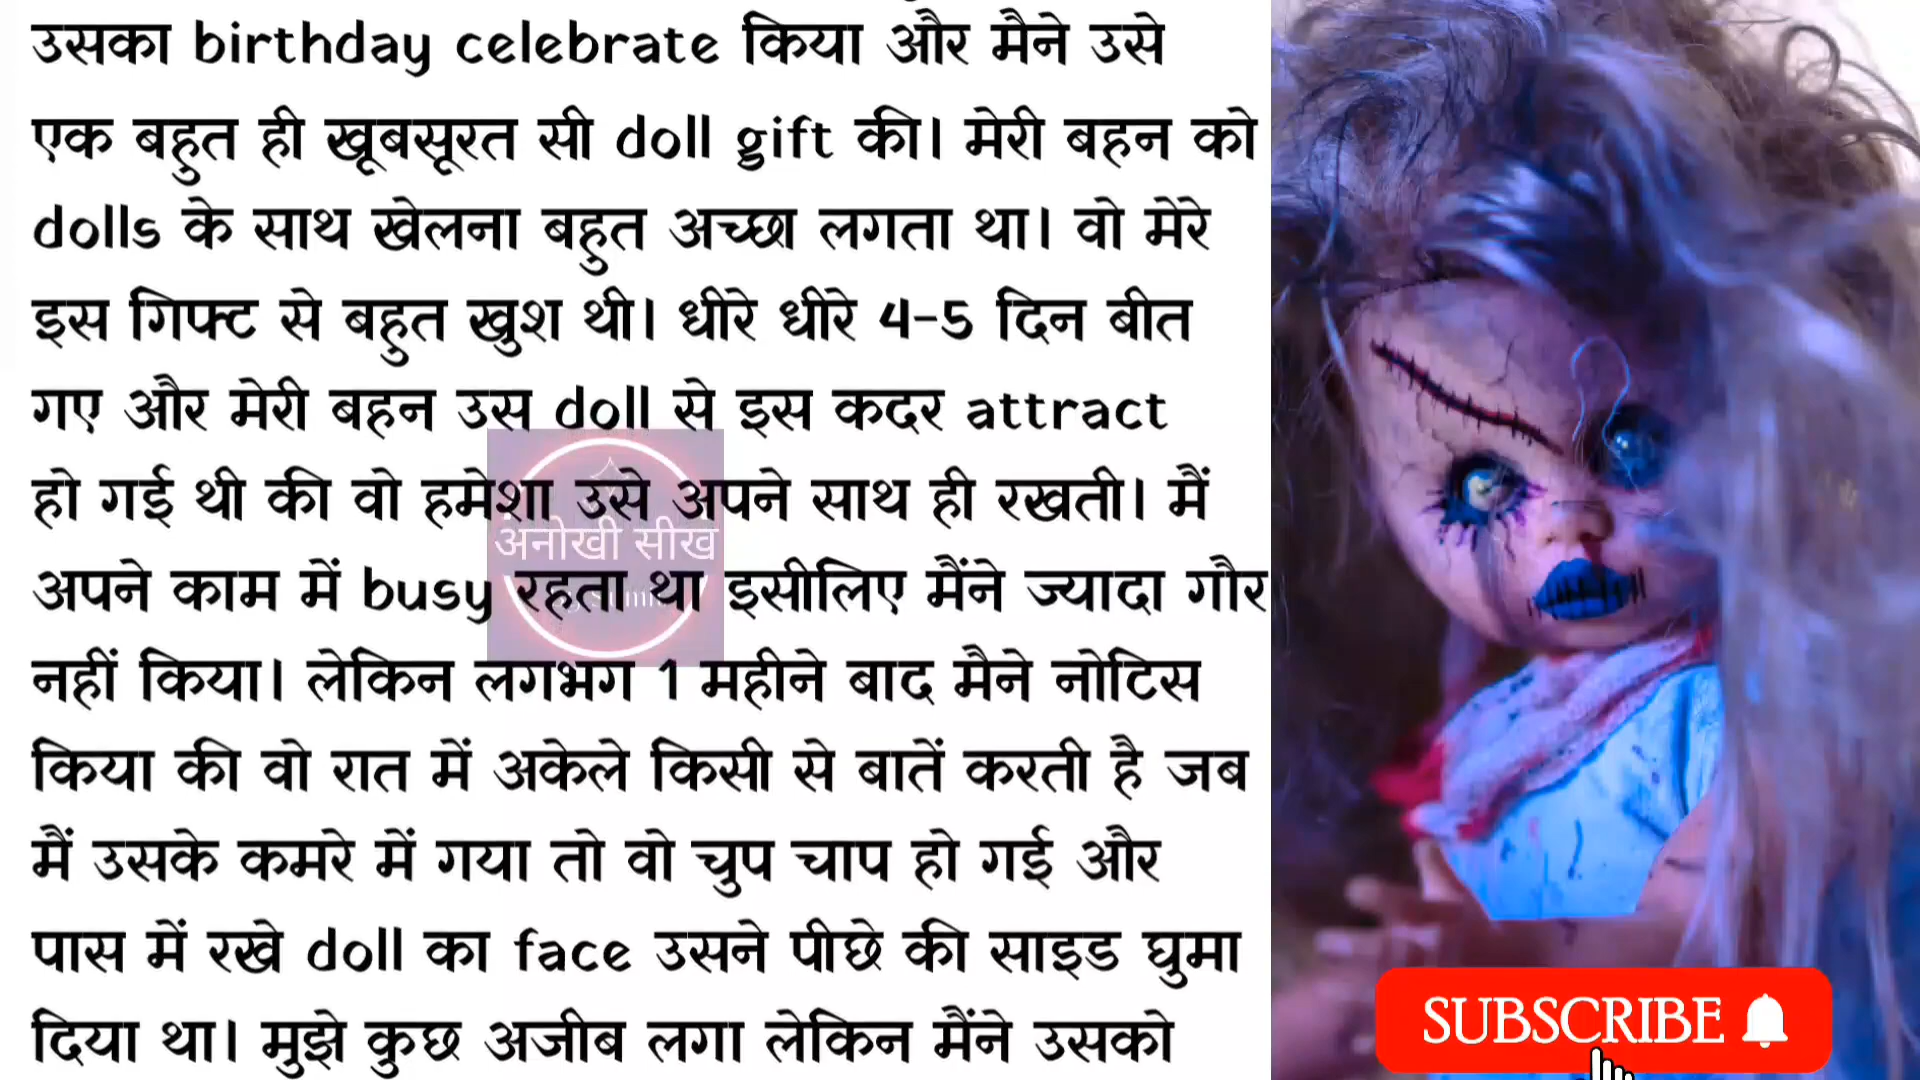 उसका birthday celebrate किया और मैने उसे
एक बहुत ही खूबसूरत सी doll gift की। मेरी बहन को
dolls के साथ खेलना बहुत अच्छा लगता था। वो मेरे
इस गिफ्ट से बहुत खुश थी। धीरे धीरे 4-5 दिन बीत
गए और मेरी बहन उस doll से इस कदर attract
हो गई थी की वो हमेशा उसे अपने साथ ही रखती। मैं
अनोखी सीख
अपने काम में busy रहता था इसीलिए मैंने ज्यादा गौर
नहीं किया। लेकिन लगभग 1 महीने बाद मैने नोटिस
किया की वो रात में अकेले किसी से बातें करती है जब
मैं उसके कमरे में गया तो वो चुप चाप हो गई और
पास में रखे doll का face उसने पीछे की साइड घुमा
दिया था। मुझे कुछ अजीब लगा लेकिन मैंने उसको
SUBSCRIBE